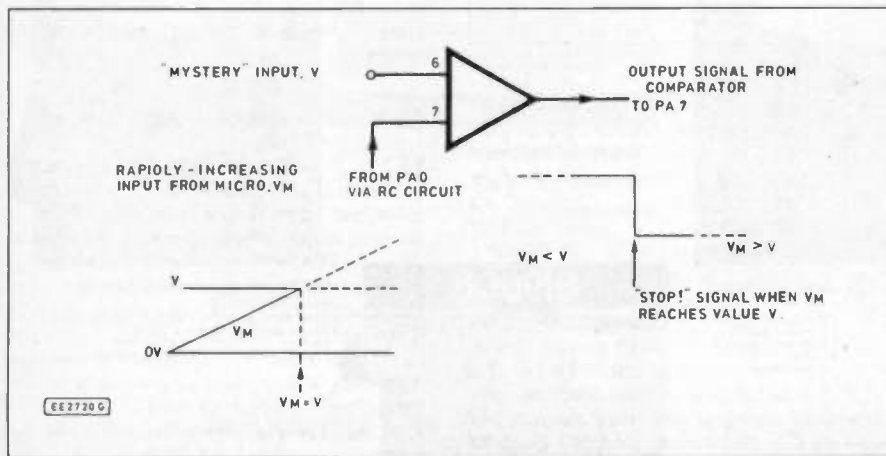 "MYSTERY" INPUT, V
6
7
OUTPUT SIGNAL FROM
COMPARATOR
TO PA 7
RAPIOLY-INCREASING
INPUT FROM MICRO, VM
FROM PA0
VIA RC CIRCUIT
VM < V
VM > V
"STOP!" SIGNAL WHEN VM
REACHES VALUE V.
V
VM
0V
VM = V
EE2720G